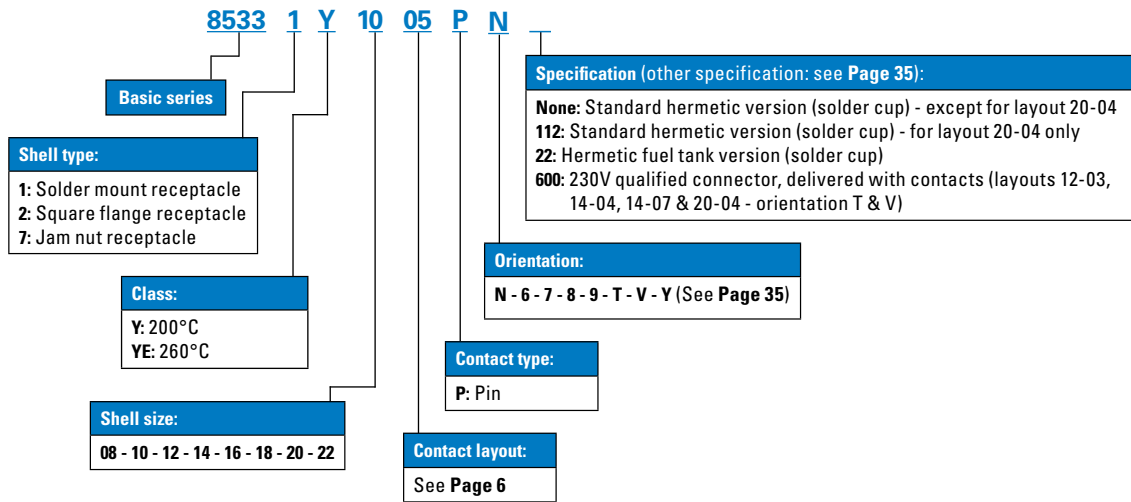 8533 1 Y 10 05 P N _
Basic series
Shell type:
1: Solder mount receptacle
2: Square flange receptacle
7: Jam nut receptacle
Class:
Y: 200°C
YE: 260°C
Shell size:
08 - 10 - 12 - 14 - 16 - 18 - 20 - 22
Contact layout:
See Page 6
Contact type:
P: Pin
Orientation:
N - 6 - 7 - 8 - 9 - T - V - Y (See Page 35)
Specification (other specification: see Page 35):
None: Standard hermetic version (solder cup) - except for layout 20-04
112: Standard hermetic version (solder cup) - for layout 20-04 only
22: Hermetic fuel tank version (solder cup)
600: 230V qualified connector, delivered with contacts (layouts 12-03,
14-04, 14-07 & 20-04 - orientation T & V)